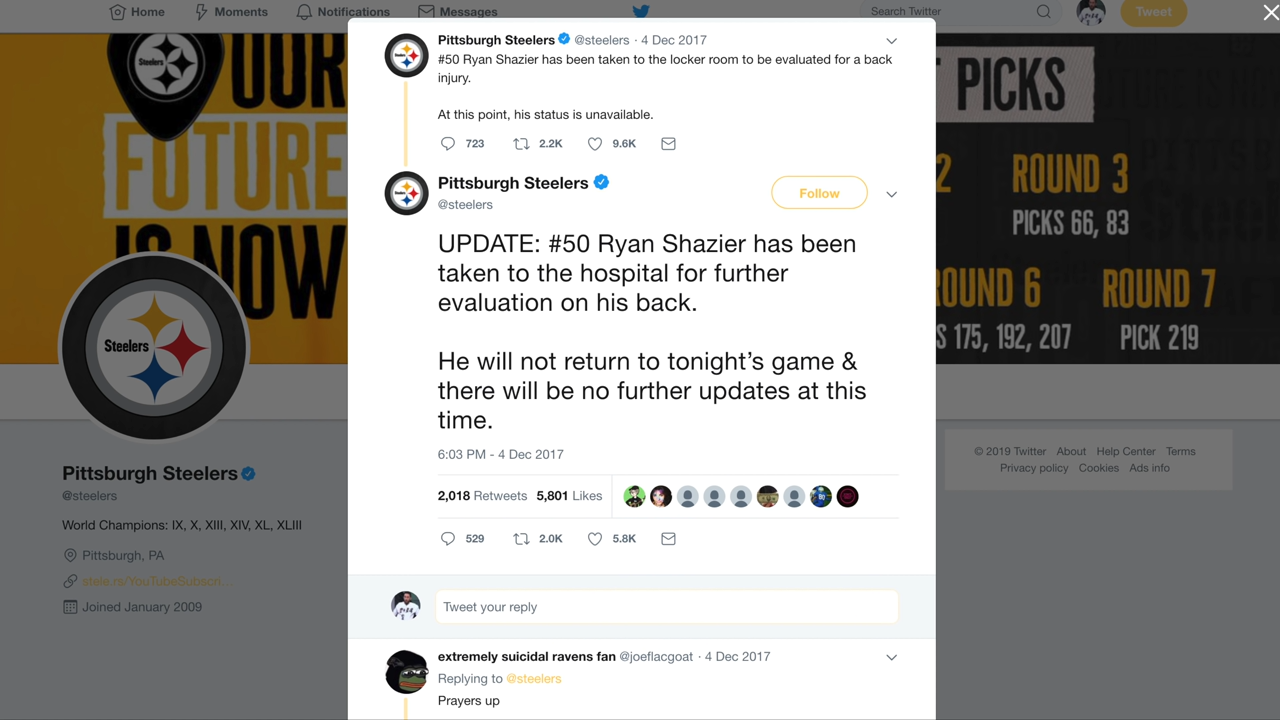 Home Moments Notifications Messages Search Twitter Tweet
Steelers
OUR
FUTURE
IS NOW
Steelers
Pittsburgh Steelers
@steelers
World Champions: IX, X, XIII, XIV, XL, XLIII
Pittsburgh, PA
stele.rs/YouTubeSubscri...
Joined January 2009
Pittsburgh Steelers @steelers · 4 Dec 2017
#50 Ryan Shazier has been taken to the locker room to be evaluated for a back
injury.
At this point, his status is unavailable.
723 2.2K 9.6K
Pittsburgh Steelers
@steelers
Follow
UPDATE: #50 Ryan Shazier has been
taken to the hospital for further
evaluation on his back.
He will not return to tonight’s game &
there will be no further updates at this
time.
6:03 PM - 4 Dec 2017
2,018 Retweets 5,801 Likes
529 2.0K 5.8K
Tweet your reply
extremely suicidal ravens fan @joeflacgoat · 4 Dec 2017
Replying to @steelers
Prayers up
PICKS
2 ROUND 3
PICKS 66, 83
OUND 6 ROUND 7
S 175, 192, 207 PICK 219
© 2019 Twitter About Help Center Terms
Privacy policy Cookies Ads info